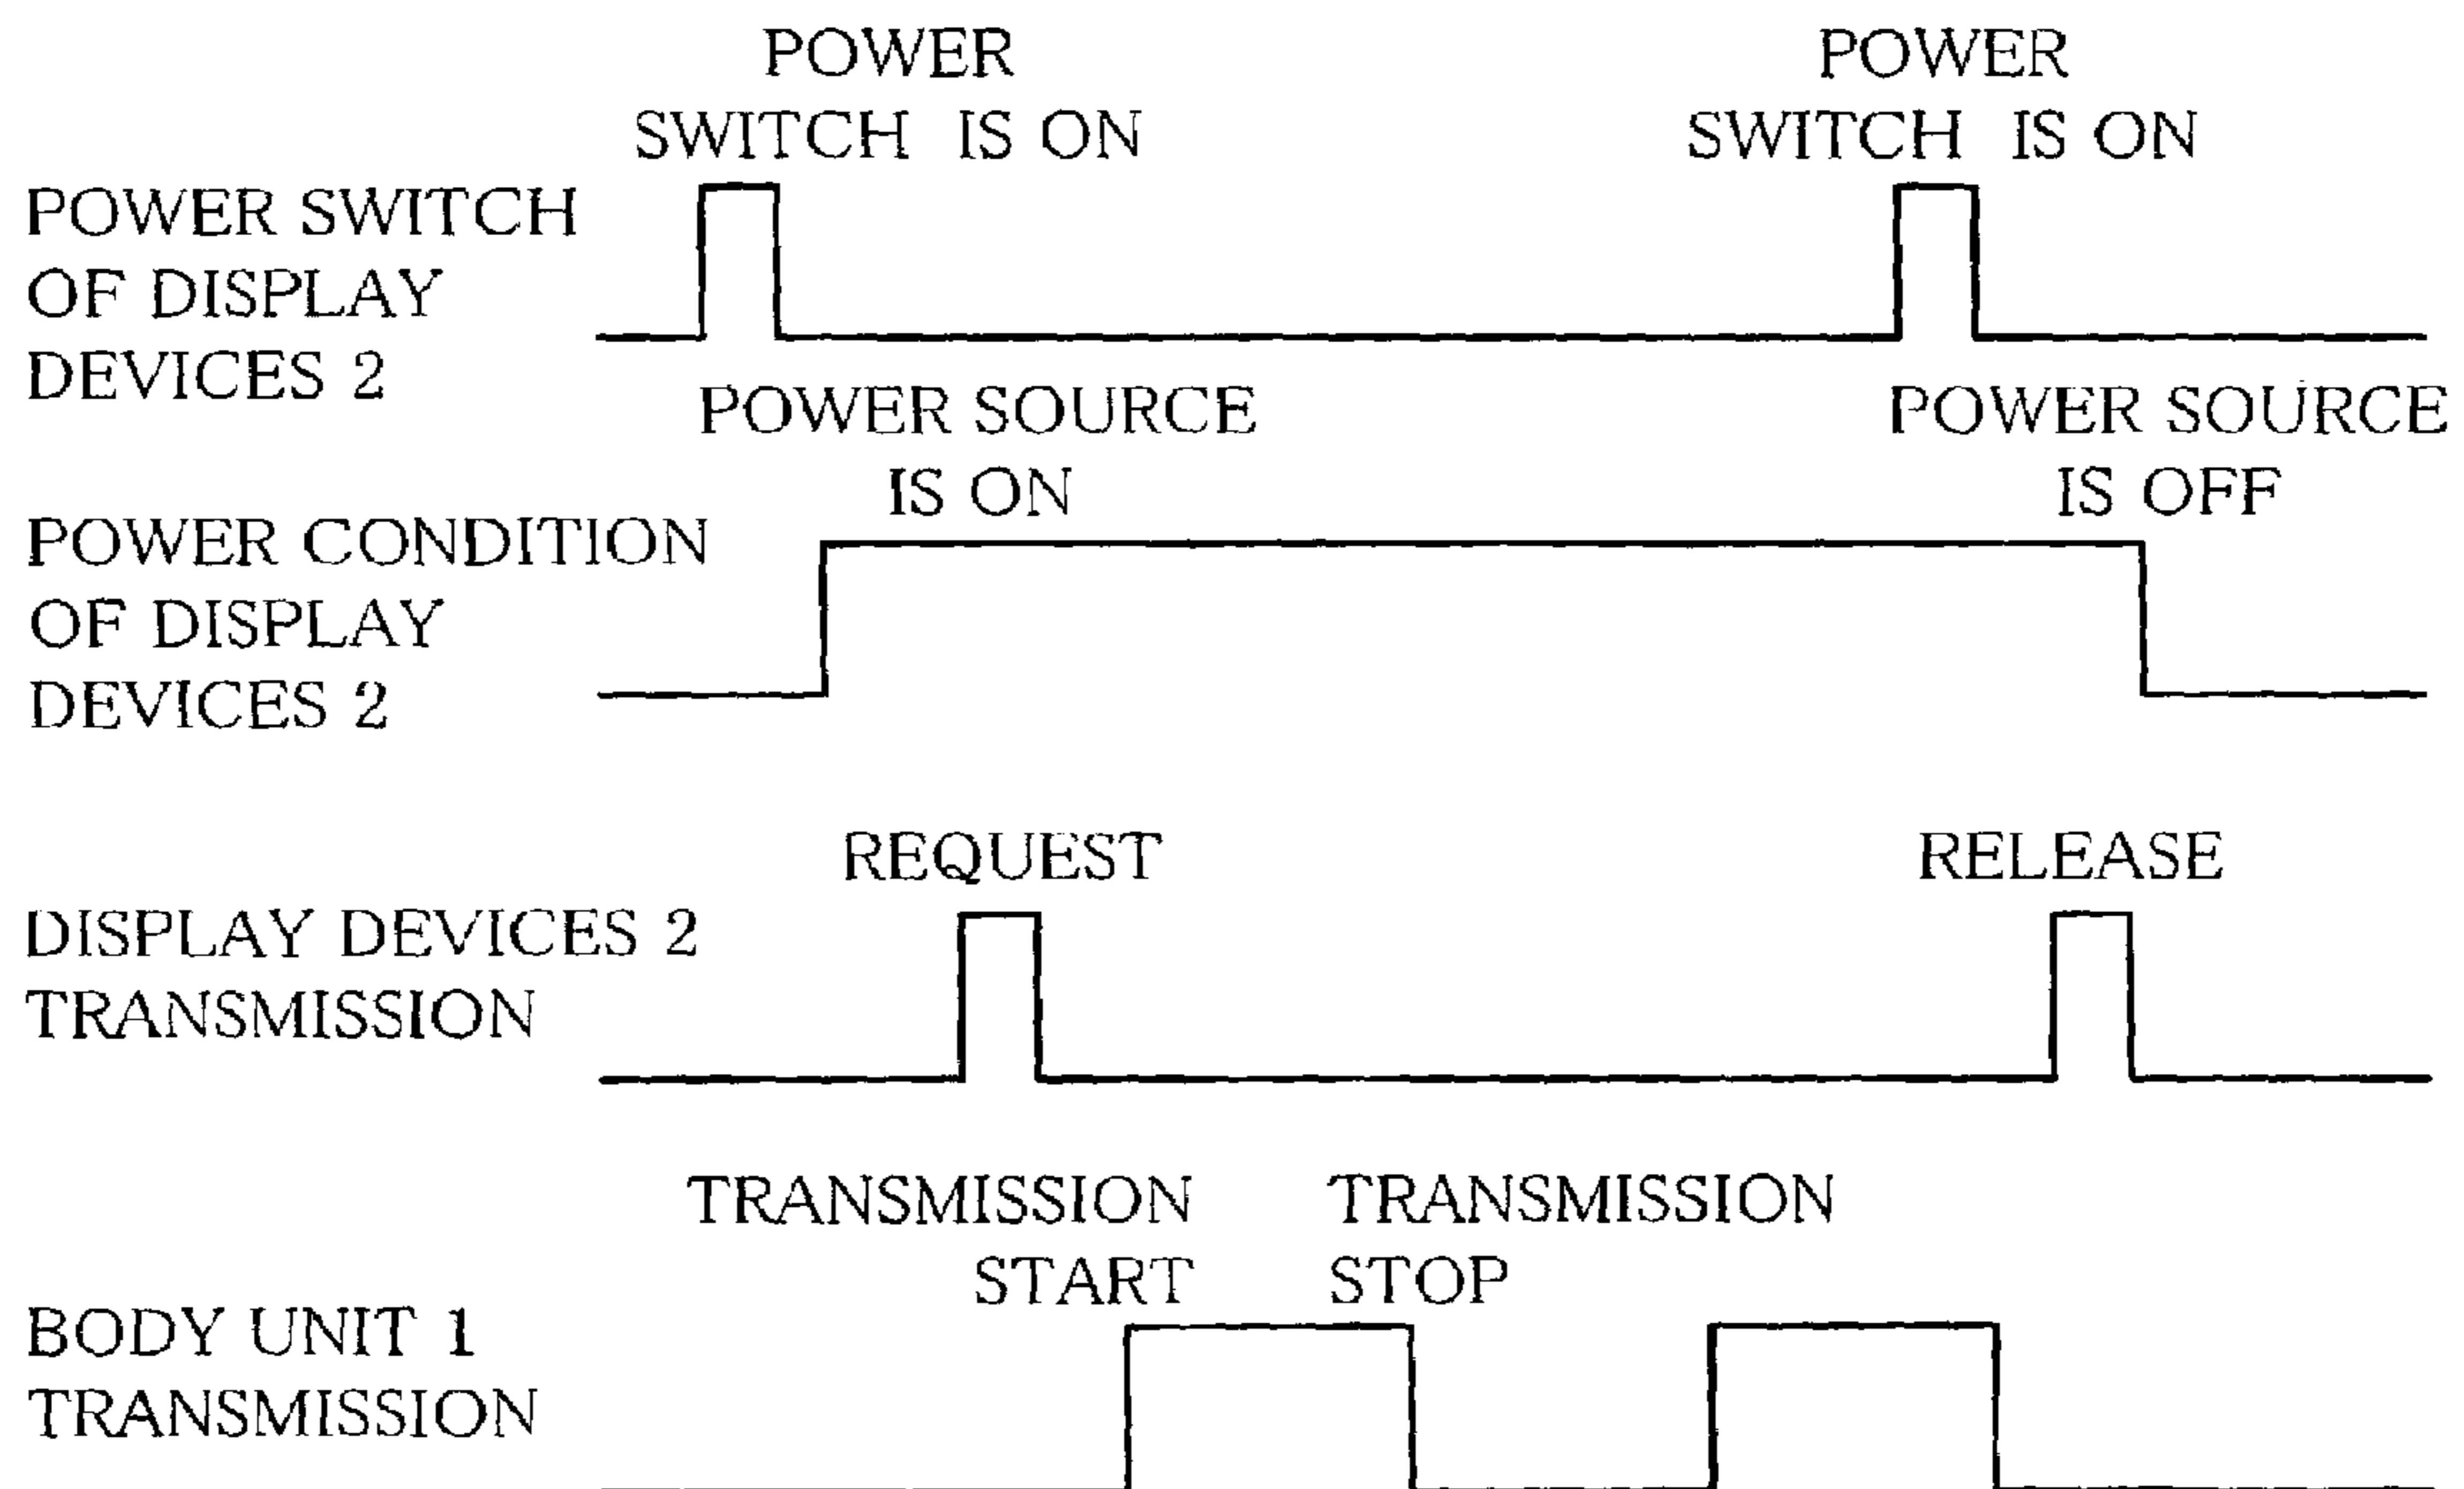 POWER
SWITCH IS ON
POWER
SWITCH IS ON
POWER SWITCH
OF DISPLAY
DEVICES 2
POWER SOURCE
IS ON
POWER SOURCE
IS OFF
POWER CONDITION
OF DISPLAY
DEVICES 2
REQUEST
RELEASE
DISPLAY DEVICES 2
TRANSMISSION
TRANSMISSION
START
TRANSMISSION
STOP
BODY UNIT 1
TRANSMISSION